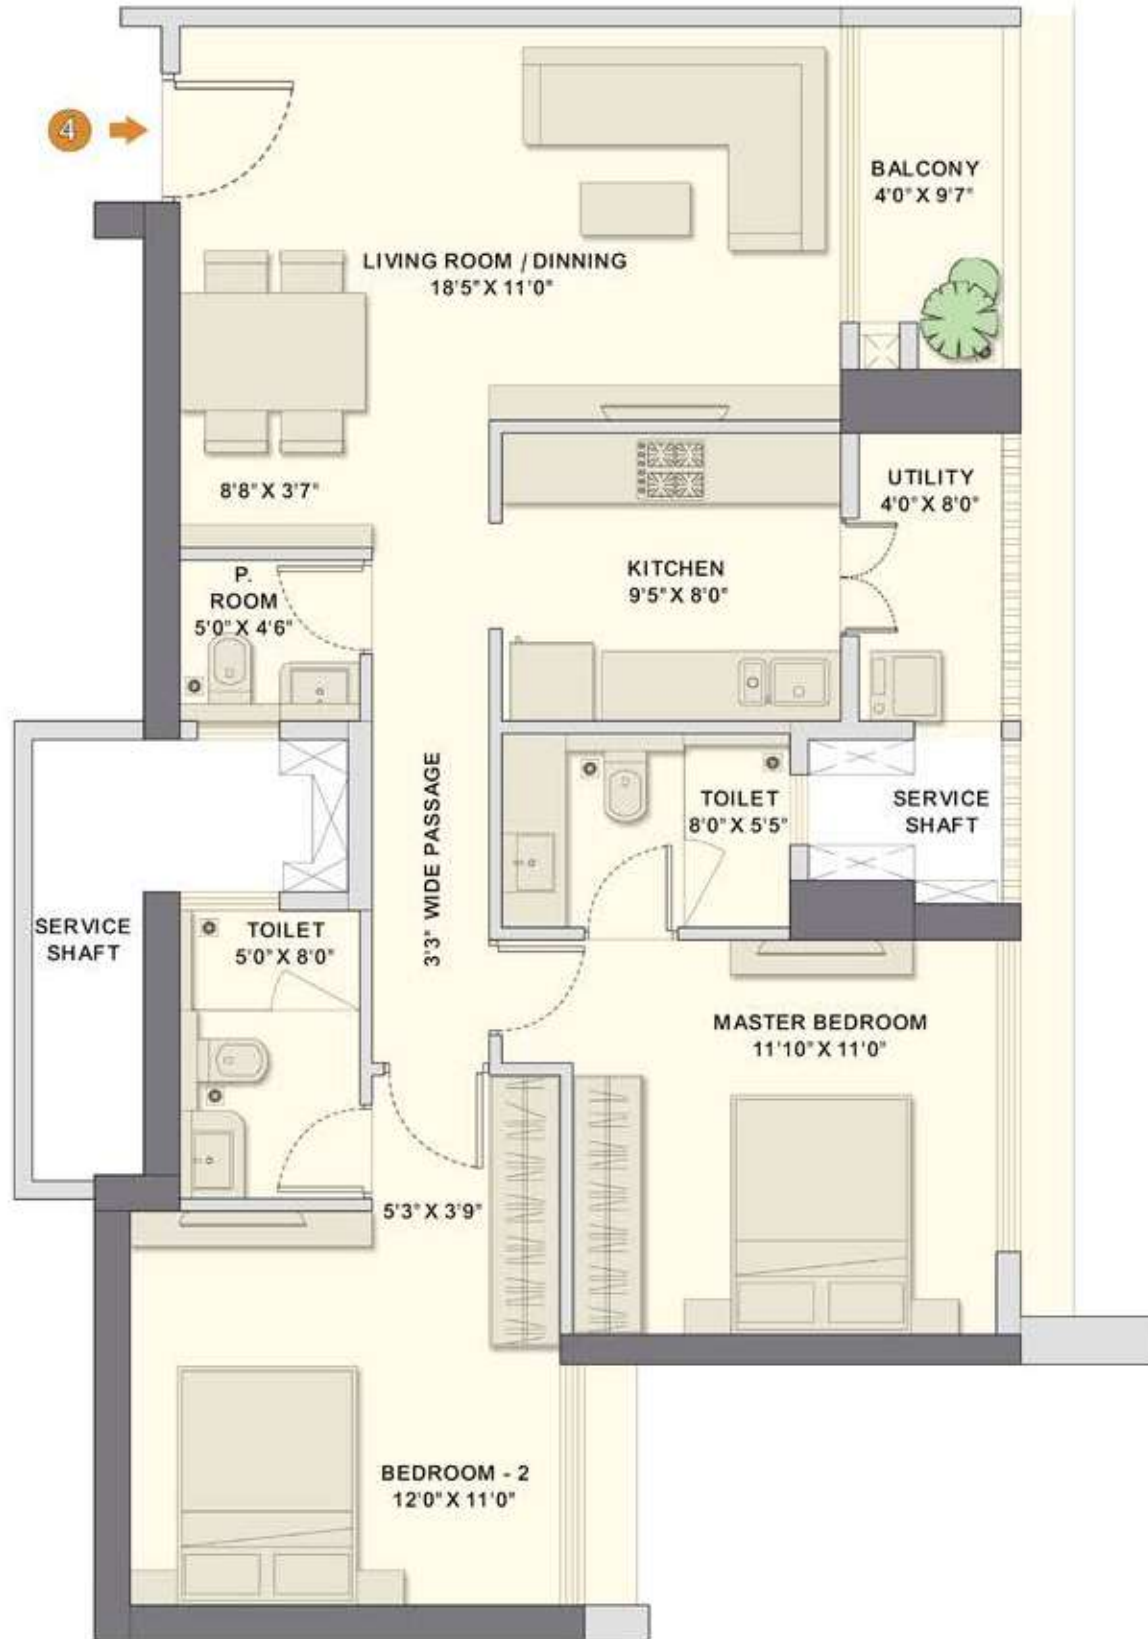 4
BALCONY
4'0" X 9'7"
LIVING ROOM / DINNING
18'5" X 11'0"
8'8" X 3'7"
UTILITY
4'0" X 8'0"
KITCHEN
9'5" X 8'0"
P.
ROOM
5'0" X 4'6"
3'3" WIDE PASSAGE
TOILET
8'0" X 5'5"
SERVICE
SHAFT
SERVICE
SHAFT
TOILET
5'0" X 8'0"
MASTER BEDROOM
11'10" X 11'0"
5'3" X 3'9"
BEDROOM - 2
12'0" X 11'0"